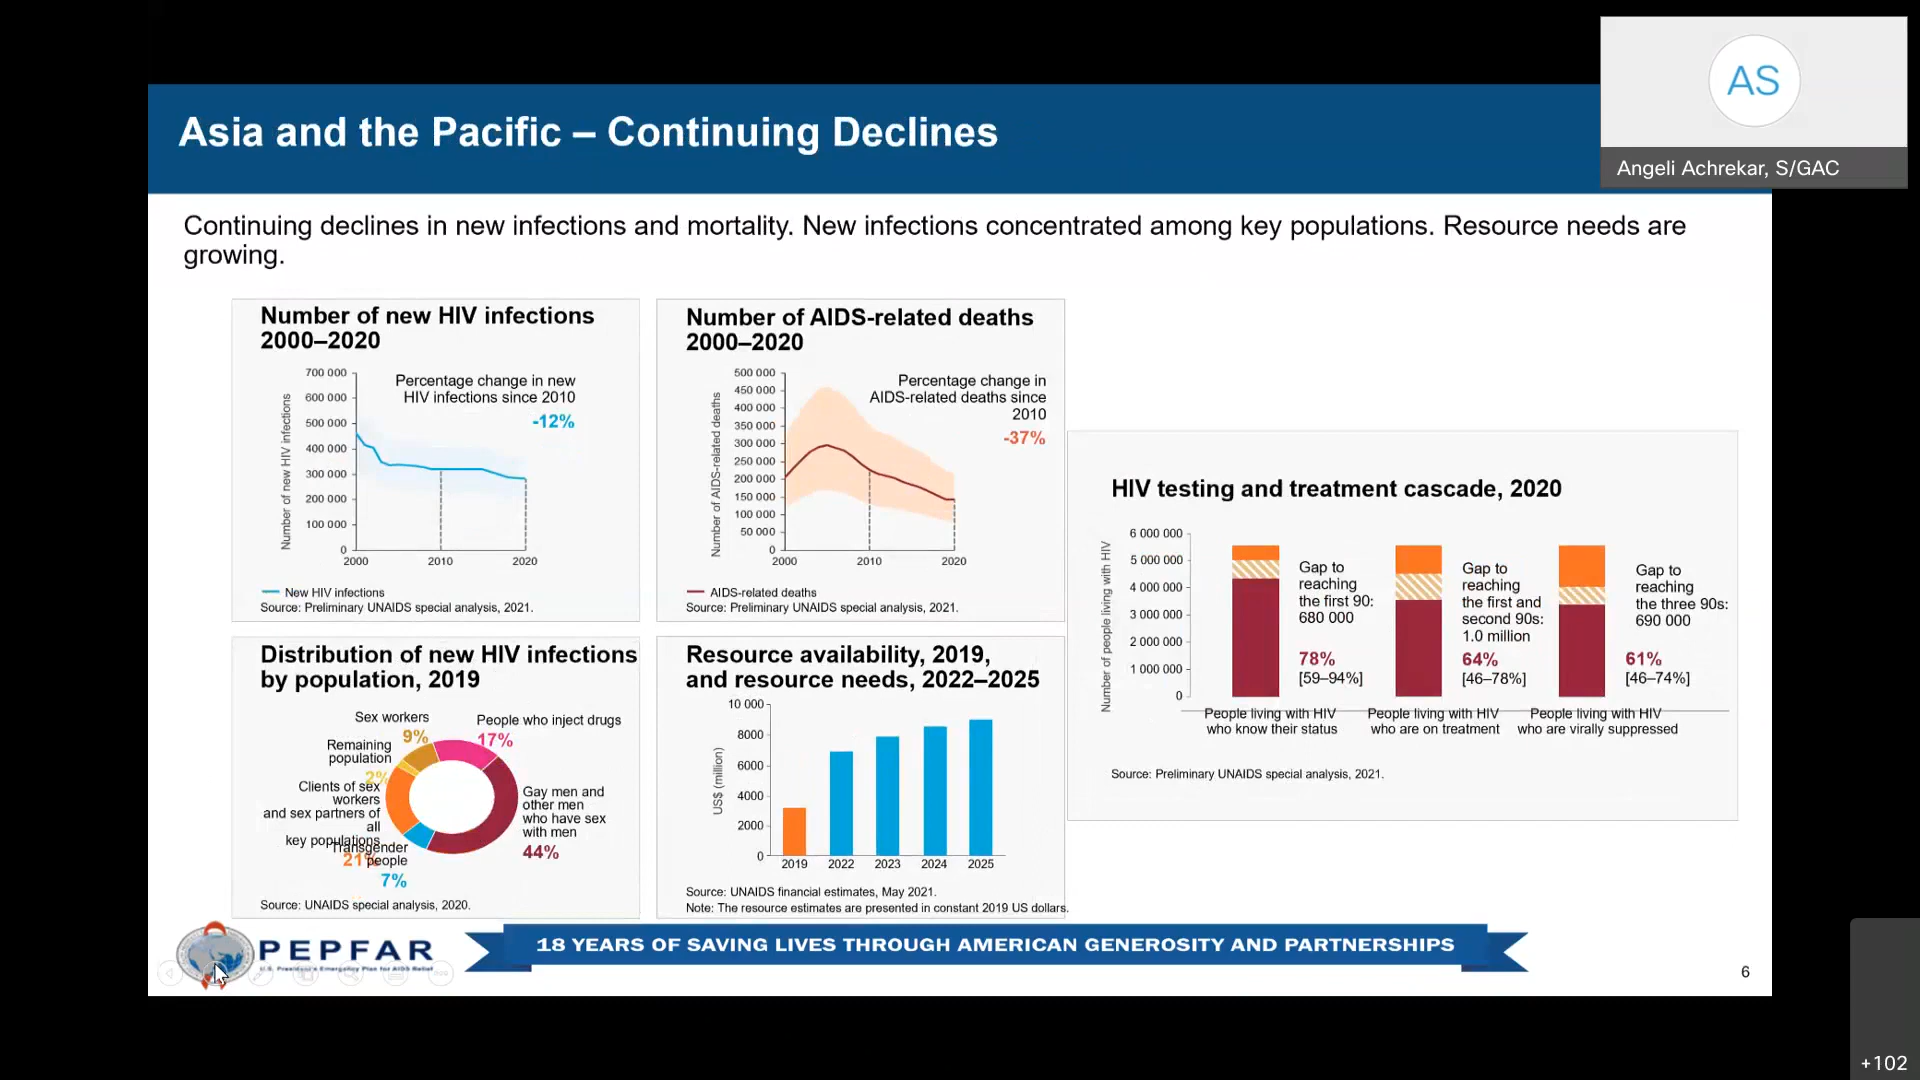 AS
Angeli Achrekar, S/GAC
Asia and the Pacific – Continuing Declines
Continuing declines in new infections and mortality. New infections concentrated among key populations. Resource needs are
growing.
Number of new HIV infections
2000–2020
Number of new HIV infections
700 000
600 000
500 000
400 000
300 000
200 000
100 000
0
2000
2010
2020
Percentage change in new
HIV infections since 2010
-12%
New HIV infections
Source: Preliminary UNAIDS special analysis, 2021.
Number of AIDS-related deaths
2000–2020
Number of AIDS-related deaths
500 000
450 000
400 000
350 000
300 000
250 000
200 000
150 000
100 000
50 000
0
2000
2010
2020
Percentage change in
AIDS-related deaths since
2010
-37%
AIDS-related deaths
Source: Preliminary UNAIDS special analysis, 2021.
HIV testing and treatment cascade, 2020
Number of people living with HIV
6 000 000
5 000 000
4 000 000
3 000 000
2 000 000
1 000 000
0
Gap to
reaching
the first 90:
680 000
78%
[59–94%]
People living with HIV
who know their status
Gap to
reaching
the first and
second 90s:
1.0 million
64%
[46–78%]
People living with HIV
who are on treatment
Gap to
reaching
the three 90s:
690 000
61%
[46–74%]
People living with HIV
who are virally suppressed
Source: Preliminary UNAIDS special analysis, 2021.
Distribution of new HIV infections
by population, 2019
Sex workers
9%
People who inject drugs
17%
Remaining
population
2%
Clients of sex
workers
and sex partners of
all
key populations
21%
Transgender
people
7%
Gay men and
other men
who have sex
with men
44%
Source: UNAIDS special analysis, 2020.
Resource availability, 2019,
and resource needs, 2022–2025
US$ (million)
10 000
8000
6000
4000
2000
0
2019
2022
2023
2024
2025
Source: UNAIDS financial estimates, May 2021.
Note: The resource estimates are presented in constant 2019 US dollars.
PEPFAR
U.S. President's Emergency Plan for AIDS Relief
18 YEARS OF SAVING LIVES THROUGH AMERICAN GENEROSITY AND PARTNERSHIPS
6
+102